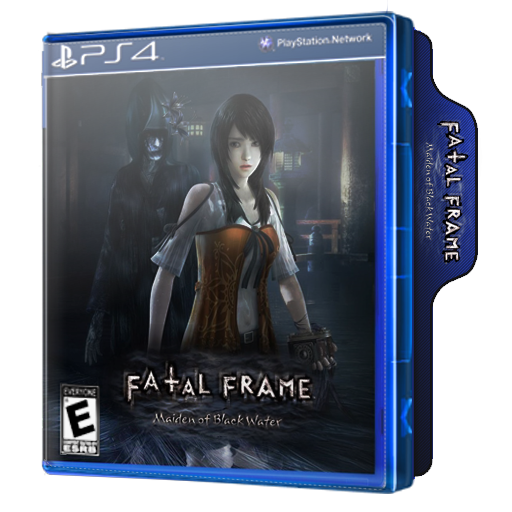 PS4
PlayStation Network
FATAL FRAME
Maiden of Black Water
EVERYONE
E
ESRB
FATAL FRAME
Maiden of Black Water